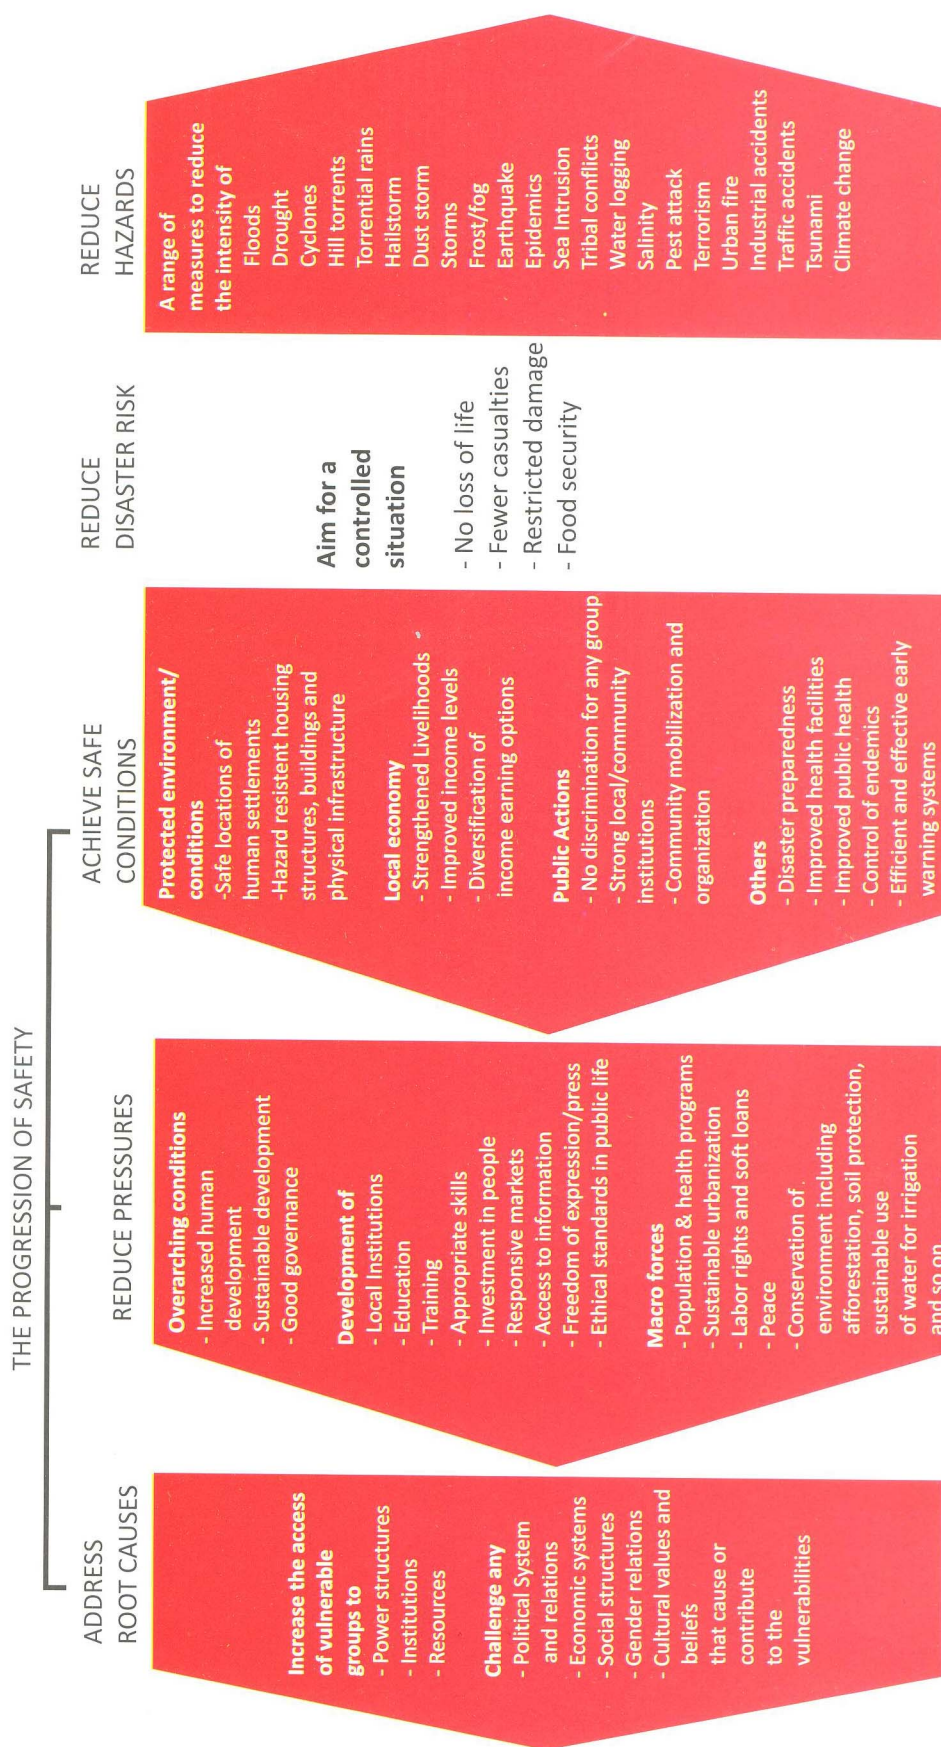 THE PROGRESSION OF SAFETY
ADDRESS
ROOT CAUSES
Increase the access
of vulnerable
groups to
- Power structures
- Institutions
- Resources
Challenge any
- Political System
and relations
- Economic systems
- Social structures
- Gender relations
- Cultural values and
beliefs
that cause or
contribute
to the
vulnerabilities
REDUCE PRESSURES
Overarching conditions
- Increased human
development
- Sustainable development
- Good governance
Development of
- Local Institutions
- Education
- Training
- Appropriate skills
- Investment in people
- Responsive markets
- Access to information
- Freedom of expression/press
- Ethical standards in public life
Macro forces
- Population & health programs
- Sustainable urbanization
- Labor rights and soft loans
- Peace
- Conservation of
environment including
afforestation, soil protection,
sustainable use
of water for irrigation
and so on
ACHIEVE SAFE
CONDITIONS
Protected environment/
conditions
-Safe locations of
human settlements
-Hazard resistent housing
structures, buildings and
physical infrastructure
Local economy
- Strengthened Livelihoods
- Improved income levels
- Diversification of
income earning options
Public Actions
- No discrimination for any group
- Strong local/community
institutions
- Community mobilization and
organization
Others
- Disaster preparedness
- Improved health facilities
- Improved public health
- Control of endemics
- Efficient and effective early
warning systems
REDUCE
DISASTER RISK
Aim for a
controlled
situation
- No loss of life
- Fewer casualties
- Restricted damage
- Food security
REDUCE
HAZARDS
A range of
measures to reduce
the intensity of
Floods
Drought
Cyclones
Hill torrents
Torrential rains
Hailstorm
Dust storm
Storms
Frost/fog
Earthquake
Epidemics
Sea Intrusion
Tribal conflicts
Water logging
Salinity
Pest attack
Terrorism
Urban fire
Industrial accidents
Traffic accidents
Tsunami
Climate change